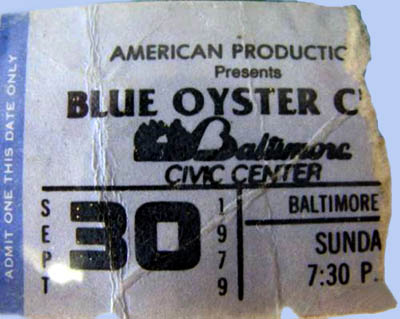 ADMIT ONE THIS DATE ONLY
AMERICAN PRODUCTIC
Presents
BLUE OYSTER C
Baltimore
CIVIC CENTER
SEPT
30
1979
BALTIMORE
SUNDA
7:30 P.